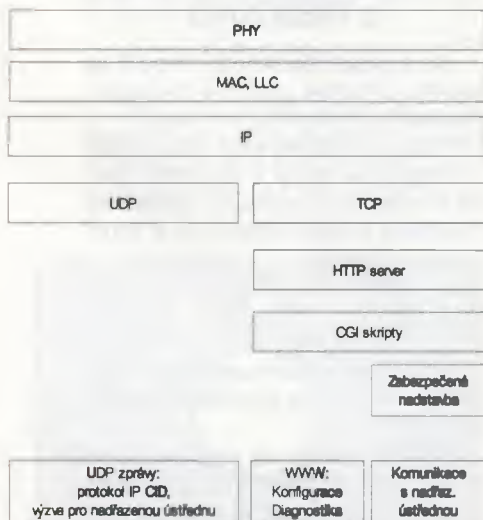 PHY
MAC, LLC
IP
UDP
TCP
HTTP server
CGI skripty
Zabezpečená
nadstavba
UDP zprávy:
protokol IP CID,
výzva pro nadřazenou ústřednu
WWW:
Konfigurace
Diagnostika
Komunikace
s nadřaz.
ústřednou